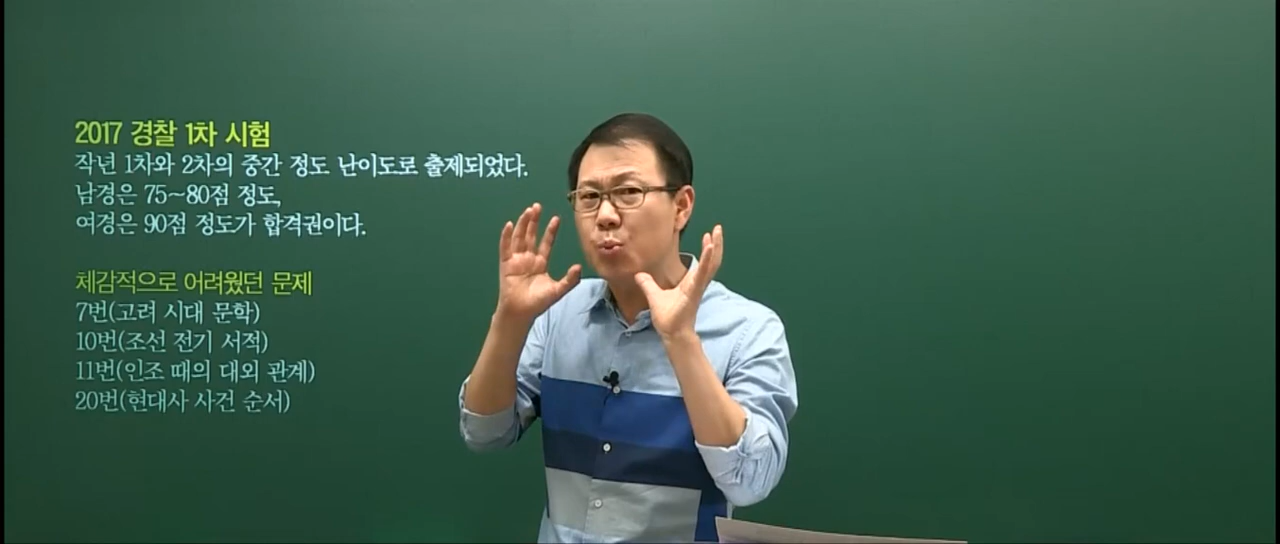 2017 경찰 1차 시험
작년 1차와 2차의 중간 정도 난이도로 출제되었다.
남경은 75~80점 정도,
여경은 90점 정도가 합격권이다.
체감적으로 어려웠던 문제
7번(고려 시대 문학)
10번(조선 전기 서적)
11번(인조 때의 대외 관계)
20번(현대사 사건 순서)